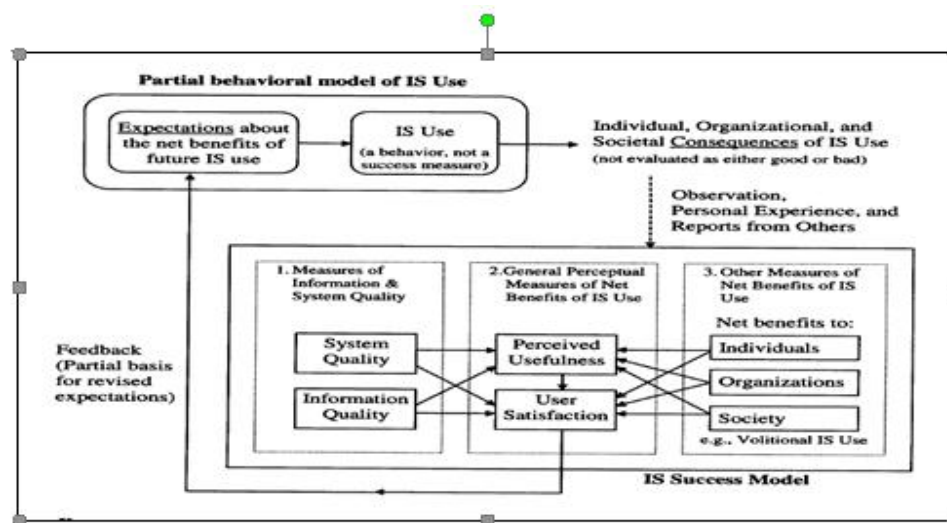 Partial behavioral model of IS Use
Expectations about
the net benefits of
future IS use
IS Use
(a behavior, not a
success measure)
Individual, Organizational, and
Societal Consequences of IS Use
(not evaluated as either good or bad)
Observation,
Personal Experience, and
Reports from Others
1. Measures of
Information &
System Quality
2.General Perceptual
Measures of Net
Benefits of IS Use
3. Other Measures of
Net Benefits of IS
Use
Net benefits to:
System
Quality
Information
Quality
Perceived
Usefulness
User
Satisfaction
Individuals
Organizations
Society
e.g., Volitional IS Use
Feedback
(Partial basis
for revised
expectations)
IS Success Model